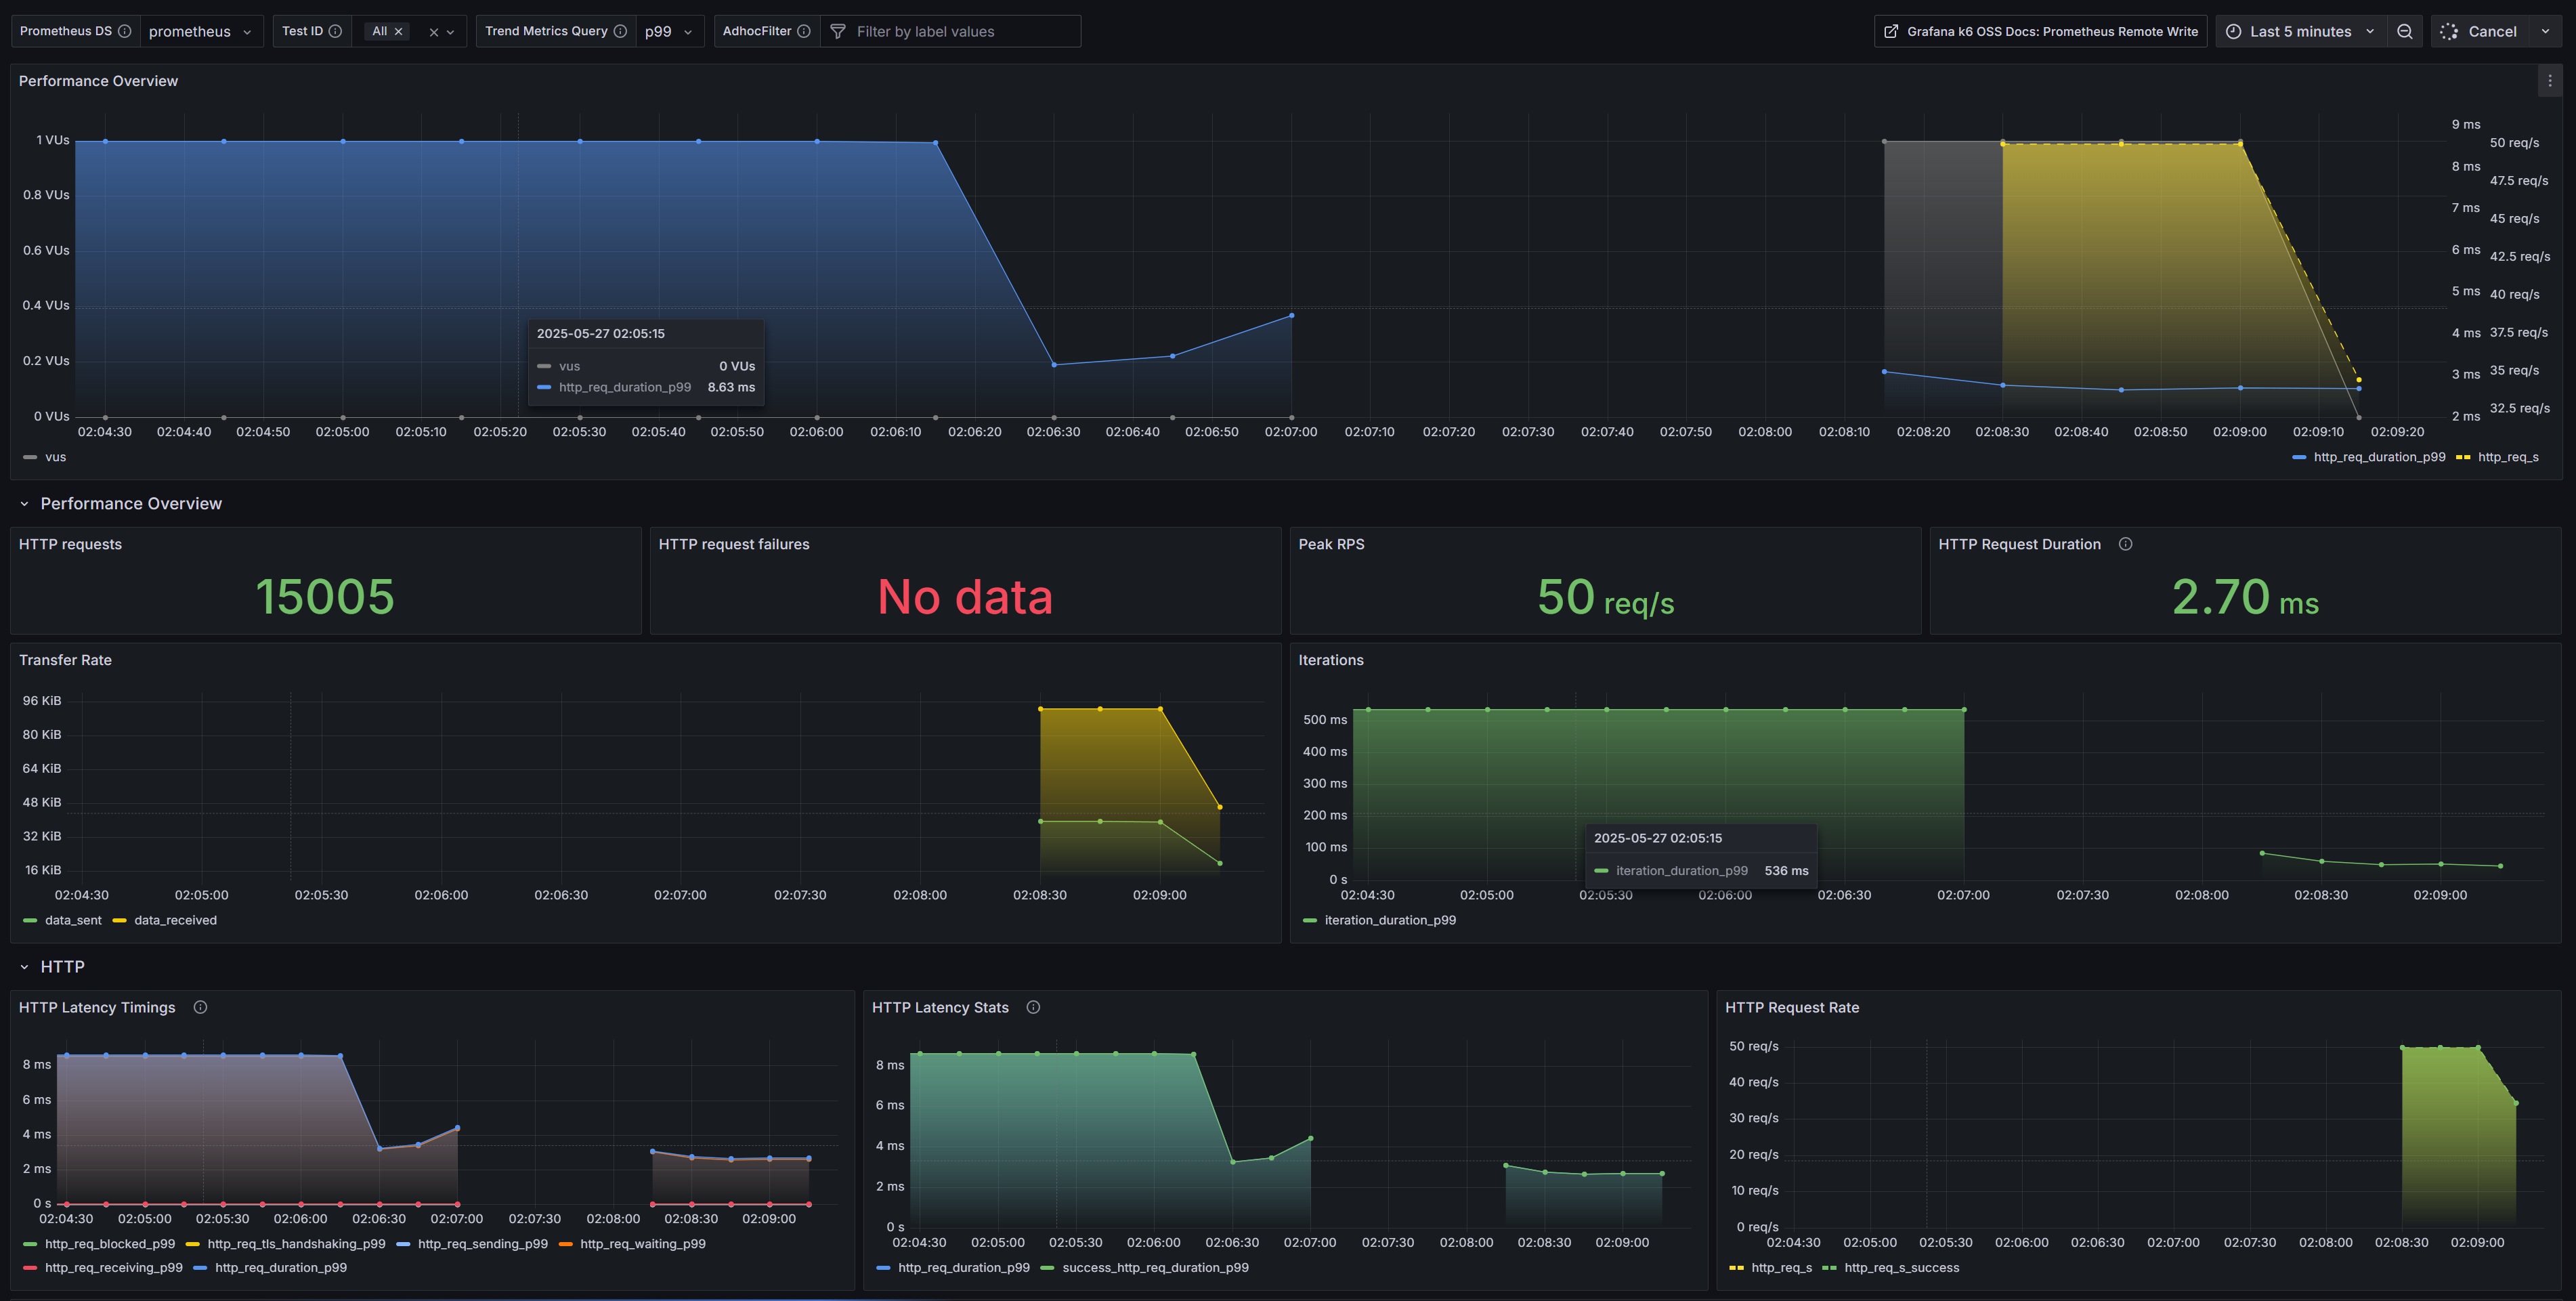 Prometheus DS prometheus Test ID All Trend Metrics Query p99 AdhocFilter Filter by label values Grafana k6 OSS Docs: Prometheus Remote Write Last 5 minutes Cancel
Performance Overview
1 VUs
0.8 VUs
0.6 VUs
0.4 VUs
0.2 VUs
0 VUs
9 ms
8 ms
7 ms
6 ms
5 ms
4 ms
3 ms
2 ms
50 req/s
47.5 req/s
45 req/s
42.5 req/s
40 req/s
37.5 req/s
35 req/s
32.5 req/s
2025-05-27 02:05:15
vus 0 VUs
http_req_duration_p99 8.63 ms
02:04:30 02:04:40 02:04:50 02:05:00 02:05:10 02:05:20 02:05:30 02:05:40 02:05:50 02:06:00 02:06:10 02:06:20 02:06:30 02:06:40 02:06:50 02:07:00 02:07:10 02:07:20 02:07:30 02:07:40 02:07:50 02:08:00 02:08:10 02:08:20 02:08:30 02:08:40 02:08:50 02:09:00 02:09:10 02:09:20
vus http_req_duration_p99 http_req_s
Performance Overview
HTTP requests
15005
HTTP request failures
No data
Peak RPS
50 req/s
HTTP Request Duration
2.70 ms
Transfer Rate
96 KiB
80 KiB
64 KiB
48 KiB
32 KiB
16 KiB
02:04:30 02:05:00 02:05:30 02:06:00 02:06:30 02:07:00 02:07:30 02:08:00 02:08:30 02:09:00
data_sent data_received
Iterations
500 ms
400 ms
300 ms
200 ms
100 ms
0 s
2025-05-27 02:05:15
iteration_duration_p99 536 ms
02:04:30 02:05:00 02:05:30 02:06:00 02:06:30 02:07:00 02:07:30 02:08:00 02:08:30 02:09:00
iteration_duration_p99
HTTP
HTTP Latency Timings
8 ms
6 ms
4 ms
2 ms
0 s
02:04:30 02:05:00 02:05:30 02:06:00 02:06:30 02:07:00 02:07:30 02:08:00 02:08:30 02:09:00
http_req_blocked_p99 http_req_tls_handshaking_p99 http_req_sending_p99 http_req_waiting_p99
http_req_receiving_p99 http_req_duration_p99
HTTP Latency Stats
8 ms
6 ms
4 ms
2 ms
0 s
02:04:30 02:05:00 02:05:30 02:06:00 02:06:30 02:07:00 02:07:30 02:08:00 02:08:30 02:09:00
http_req_duration_p99 success_http_req_duration_p99
HTTP Request Rate
50 req/s
40 req/s
30 req/s
20 req/s
10 req/s
0 req/s
02:04:30 02:05:00 02:05:30 02:06:00 02:06:30 02:07:00 02:07:30 02:08:00 02:08:30 02:09:00
http_req_s http_req_s_success